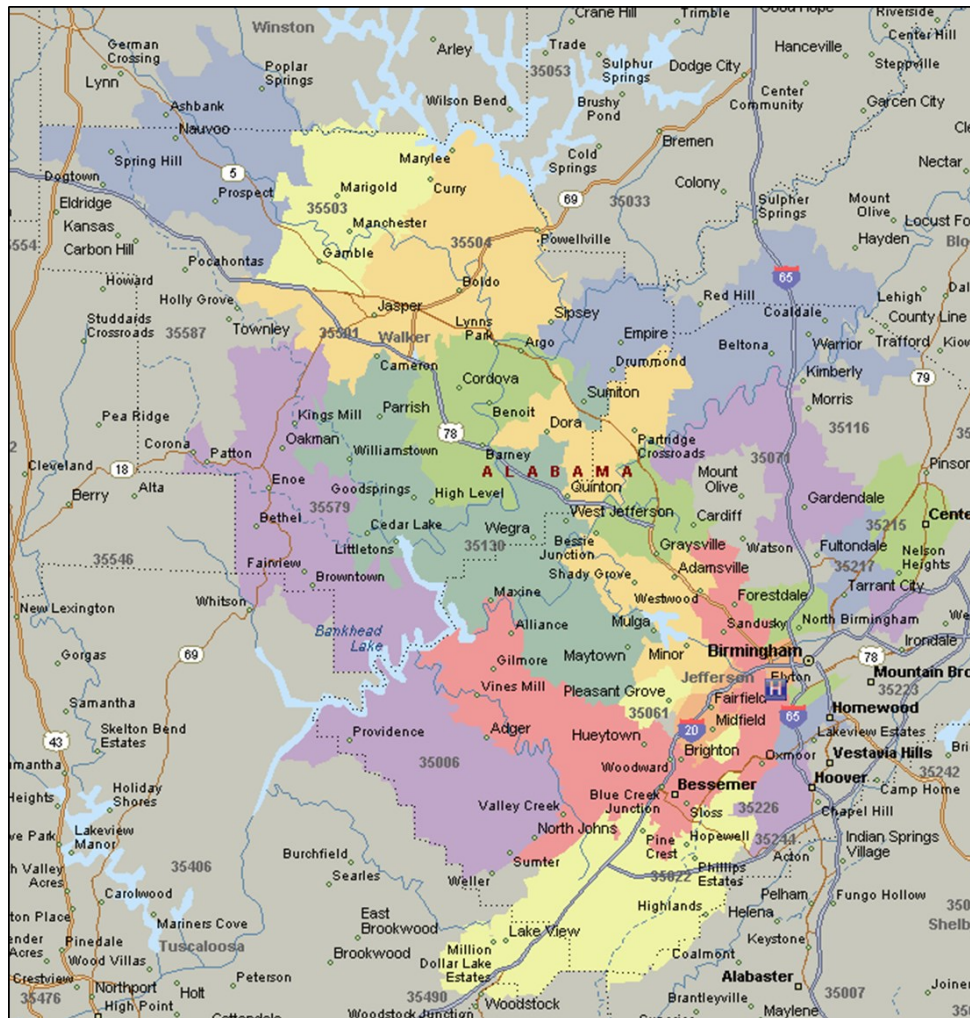 Crane Hill
Trimble
Good Hope
Riverside
Center Hill
Winston
German
Crossing
Arley
Trade
35053
Sulphur
Springs
Hanceville
Steppville
Lynn
Poplar
Springs
Dodge City
Center
Community
Ashbank
Wilson Bend
Brushy
Pond
Garcen City
Nauvoo
Bremen
Spring Hill
Marylee
Cold
Springs
Nectar
Dogtown
5
Prospect
Marigold
35503
Curry
69
Colony
Eldridge
35033
Sulpher
Springs
Mount
Olive
Kansas
Manchester
Locust
Carbon Hill
35504
Powellville
Hayden
Gamble
Pocahontas
65
Howard
Boldo
Red Hill
Lehigh
Holly Grove
Jasper
Sipsey
Coaldale
County Line
Studdards
Crossroads
35587
Townley
35501
Walker
Lynns
Park
Empire
Warrior
Trafford
Argo
Beltona
Cameron
Drummond
Kimberly
79
Cordova
Sumiton
Kings Mill
Parrish
Benoit
Morris
Pea Ridge
Dora
35116
Oakman
78
Partridge
Crossroads
Corona
Patton
Williamstown
Barney
35071
Cleveland
18
ALABAMA
Mount
Olive
Pinson
Berry
Alta
Enoe
Goodsprings
High Level
Quinton
Gardendale
35579
West Jefferson
Cardiff
35215
Bethel
Cedar Lake
Wegra
Littletons
35130
Bessie
Junction
Graysville
Watson
Fultondale
Nelson
Heights
35546
Fairview
Shady Grove
Adamsville
35217
Browntown
Westwood
Tarrant City
Forestdale
New Lexington
Whitson
Maxine
Bankhead
Lake
Alliance
Mulga
Sandusky
North Birmingham
Irondale
69
Maytown
Minor
Birmingham
78
Gorgas
Gilmore
Jefferson
Elyton
Mountain Bro
Vines Mill
Pleasant Grove
H
35223
Samantha
35061
Fairfield
65
Homewood
43
Skelton Bend
Estates
Providence
Adger
Hueytown
20
Midfield
Lakeview Estates
35006
Brighton
Vestavia Hills
Woodward
Oxmoor
35242
Holiday
Shores
Blue Creek
Junction
Bessemer
Hoover
Camp Home
Valley Creek
Sloss
35226
Chapel Hill
Lakeview
Manor
North Johns
Hopewell
35244
Indian Springs
Village
Pine
Crest
Acton
35406
Burchfield
Sumter
35022
Phillips
Estates
Searles
Weller
Pelham
Fungo Hollow
Carolwood
Highlands
Helena
Mariners Cove
East
Brookwood
Keystone
Shelb
Tuscaloosa
Lake View
Million
Dollar Lake
Estates
Pinedale
Brookwood
Coalmont
Wood Villas
Crestview
Peterson
Alabaster
Northport
Holt
35476
35490
35007
High Point
Woodstock
Brantleyville
Woodstock Junction
Maylene